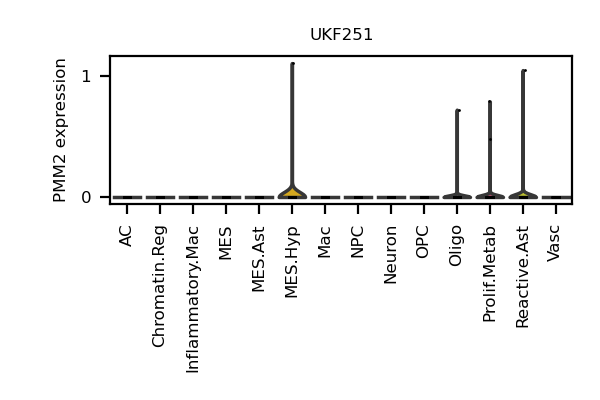 UKF251
PMM2 expression
1
0
AC
Chromatin.Reg
Inflammatory.Mac
MES
MES.Ast
MES.Hyp
Mac
NPC
Neuron
OPC
Oligo
Prolif.Metab
Reactive.Ast
Vasc